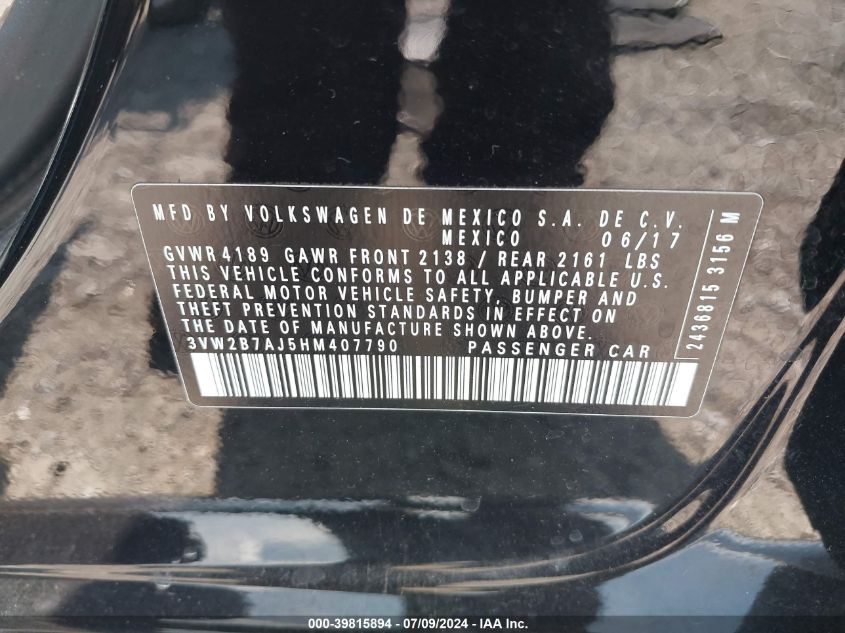 MFD BY VOLKSWAGEN DE MEXICO S.A. DE C.V.
MEXICO 06/17
GVWR 4189 GAWR FRONT 2138 / REAR 2161 LBS
THIS VEHICLE CONFORMS TO ALL APPLICABLE U.S.
FEDERAL MOTOR VEHICLE SAFETY, BUMPER AND
THEFT PREVENTION STANDARDS IN EFFECT ON
THE DATE OF MANUFACTURE SHOWN ABOVE.
3VW2B7AJ5HM407790 PASSENGER CAR
2436815 3156 M
000-39815894 - 07/09/2024 - IAA Inc.